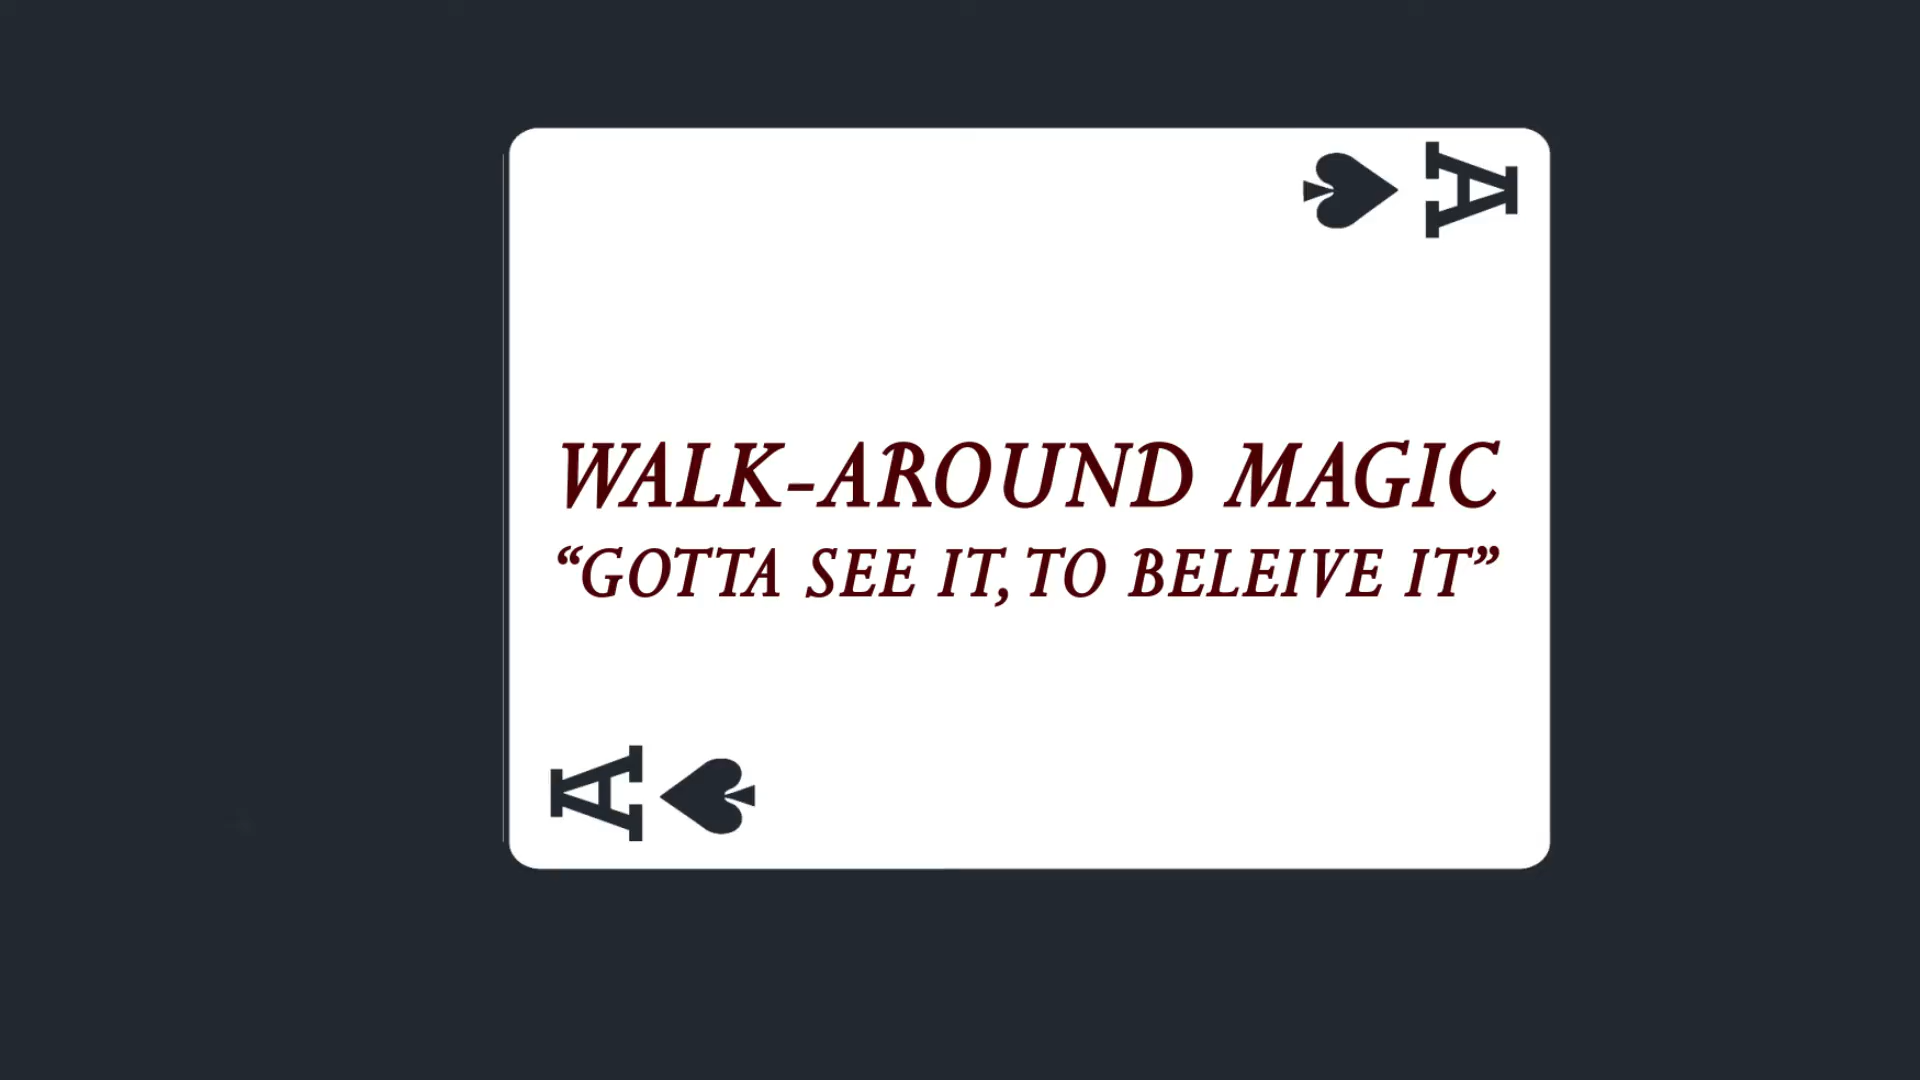 A
WALK-AROUND MAGIC
“GOTTA SEE IT, TO BELEIVE IT”
A